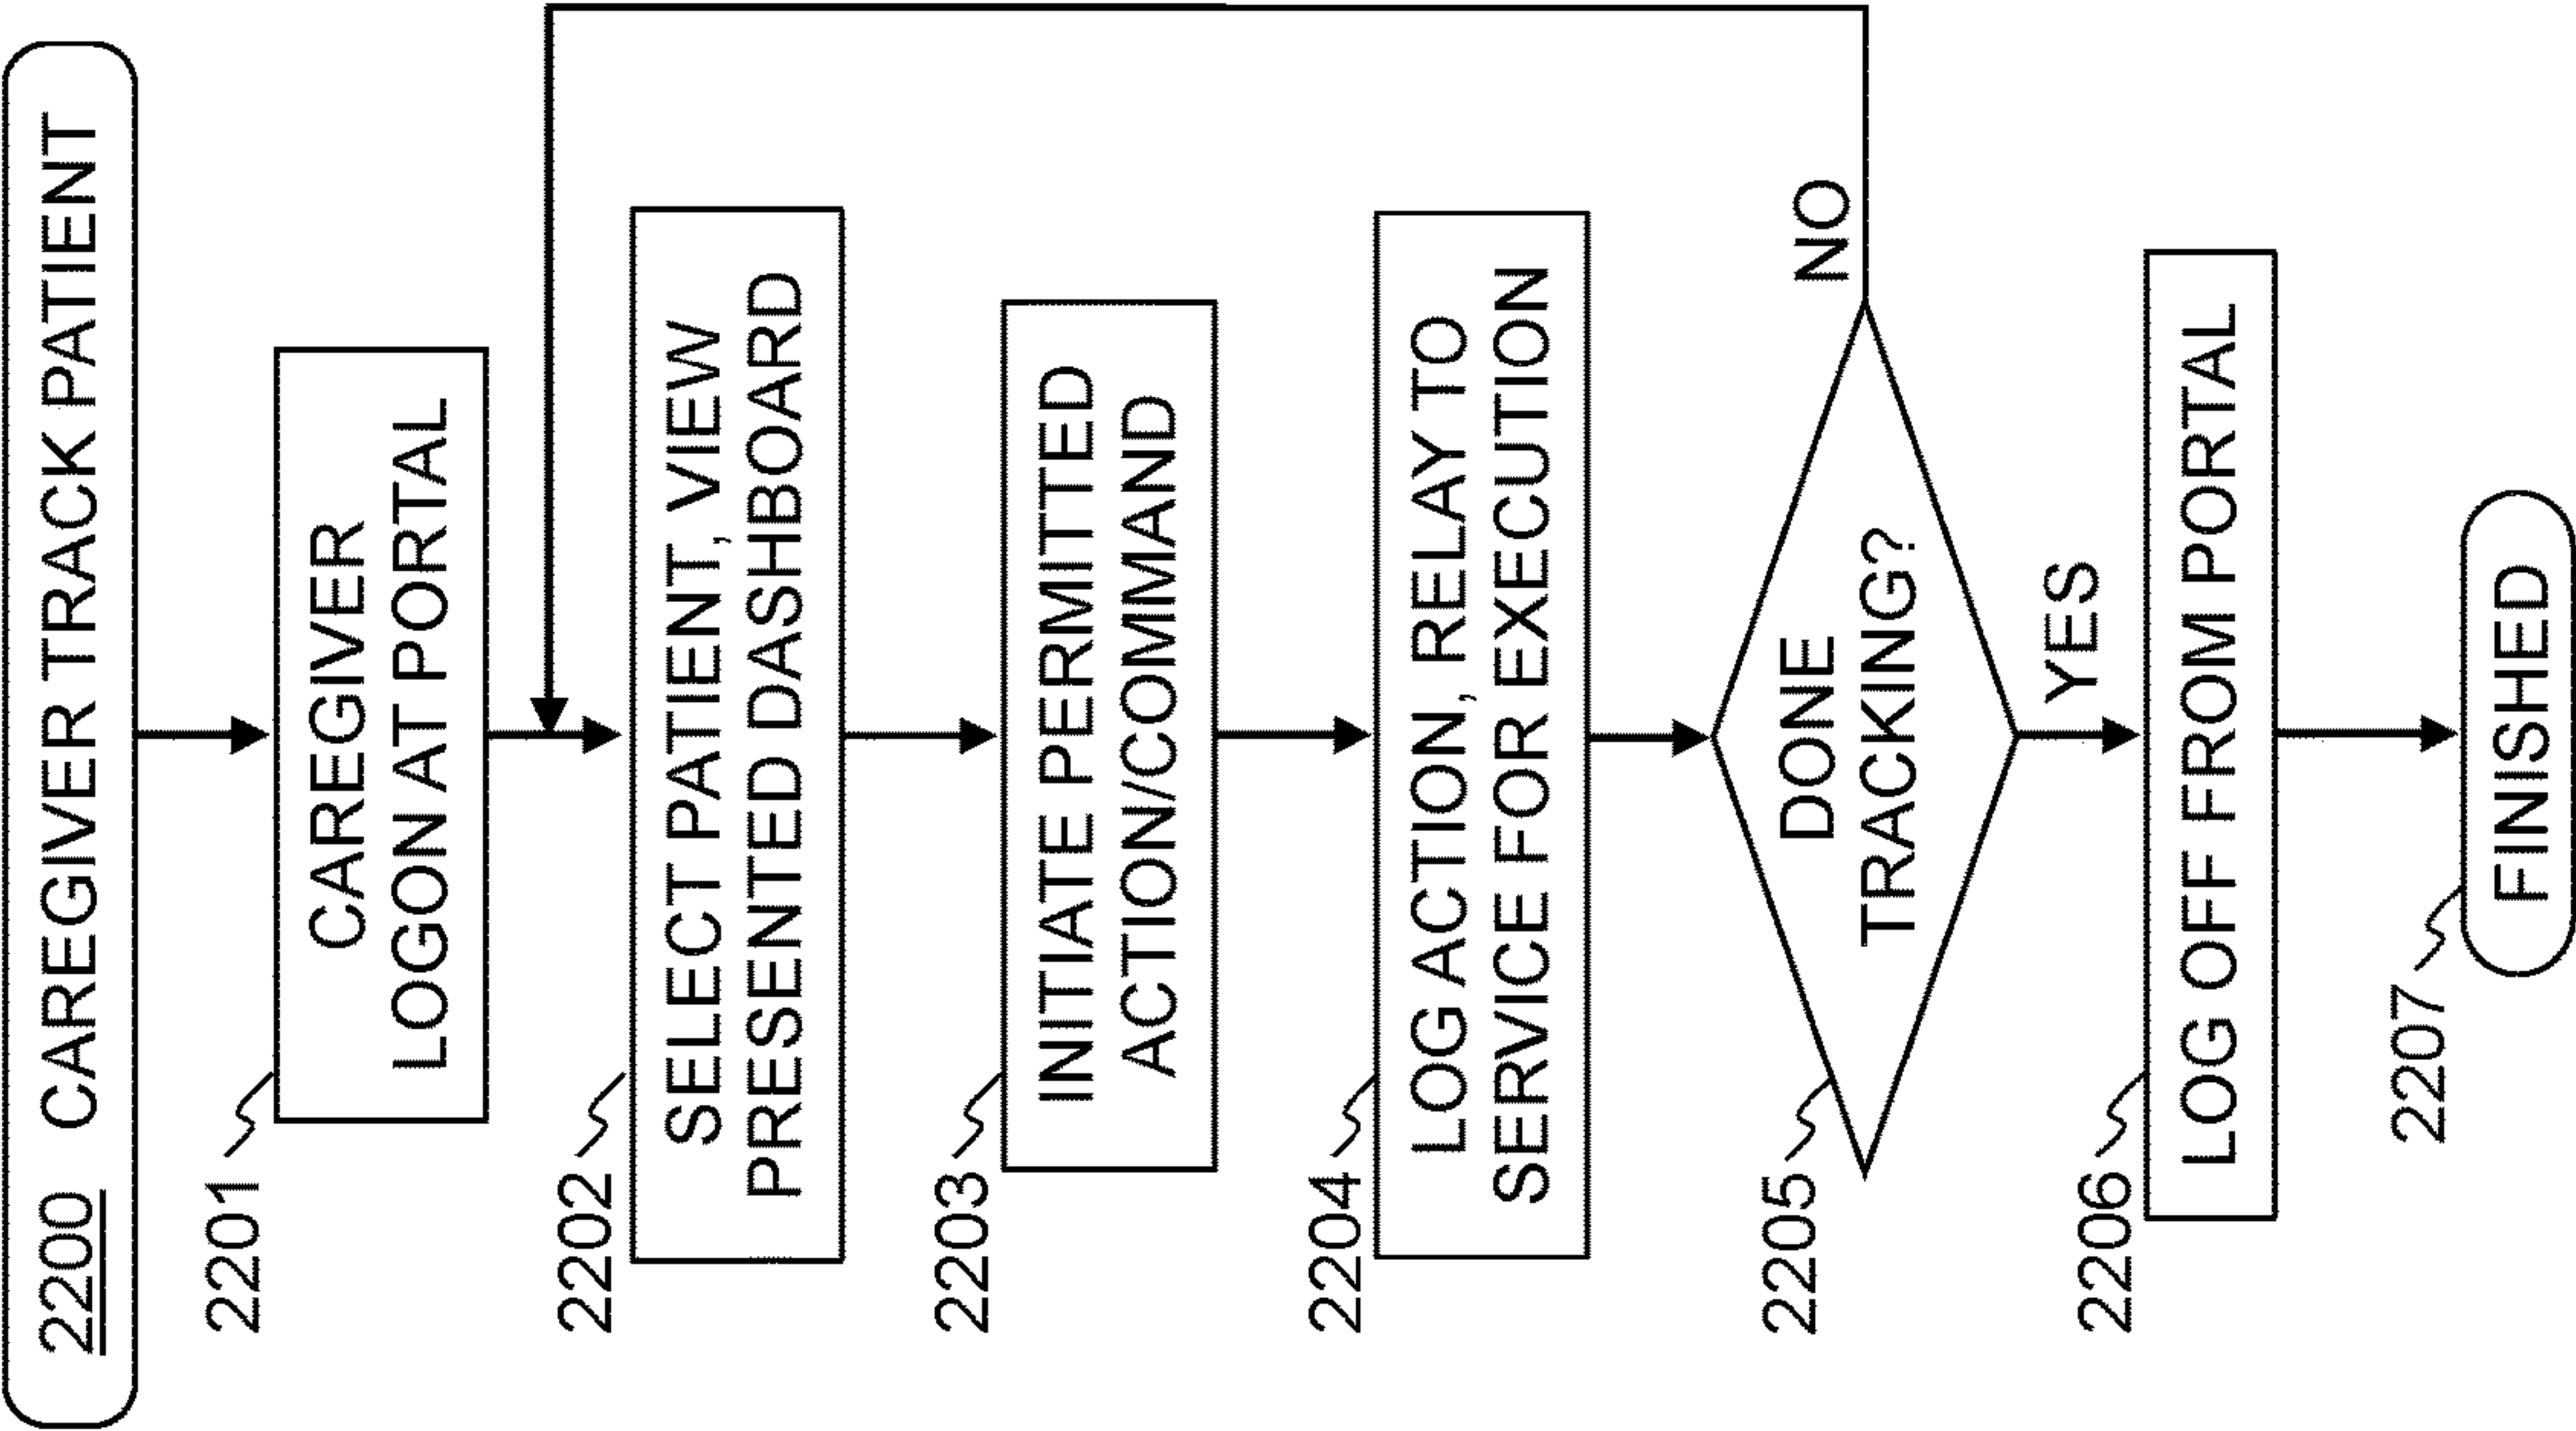 2200 CAREGIVER TRACK PATIENT
2201
CAREGIVER
LOGON AT PORTAL
2202
SELECT PATIENT, VIEW
PRESENTED DASHBOARD
2203
INITIATE PERMITTED
ACTION/COMMAND
2204
LOG ACTION, RELAY TO
SERVICE FOR EXECUTION
2205
DONE
TRACKING?
NO
YES
2206
LOG OFF FROM PORTAL
2207
FINISHED